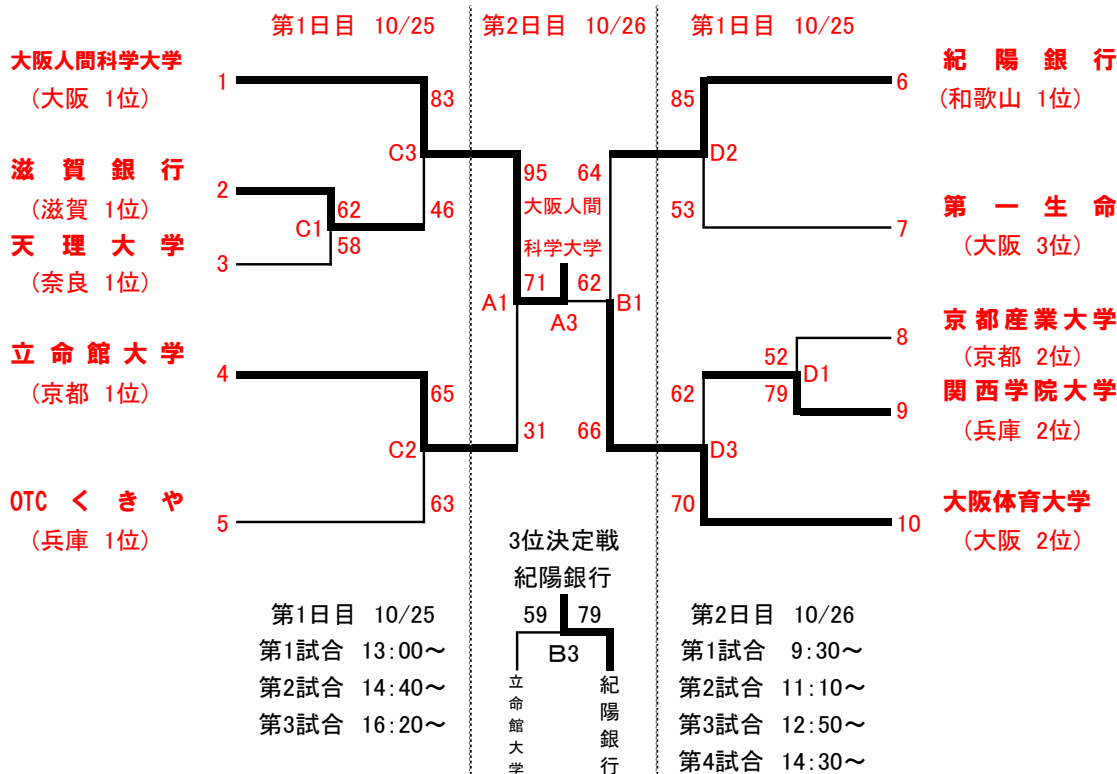 第1日目 10/25
第2日目 10/26
第1日目 10/25
大阪人間科学大学
(大阪 1位)
1
滋賀銀行
(滋賀 1位)
2
天理大学
(奈良 1位)
3
立命館大学
(京都 1位)
4
OTC くきや
(兵庫 1位)
5
83
C3
46
62
C1
58
65
C2
63
95
64
大阪人間
科学大学
71
62
A1
A3
B1
31
66
85
D2
53
52
D1
79
62
D3
70
紀陽銀行
(和歌山 1位)
6
第一生命
(大阪 3位)
7
京都産業大学
(京都 2位)
8
関西学院大学
(兵庫 2位)
9
大阪体育大学
(大阪 2位)
10
3位決定戦
紀陽銀行
59
79
B3
立命館大学
紀陽銀行
第1日目 10/25
第1試合 13:00～
第2試合 14:40～
第3試合 16:20～
第2日目 10/26
第1試合 9:30～
第2試合 11:10～
第3試合 12:50～
第4試合 14:30～